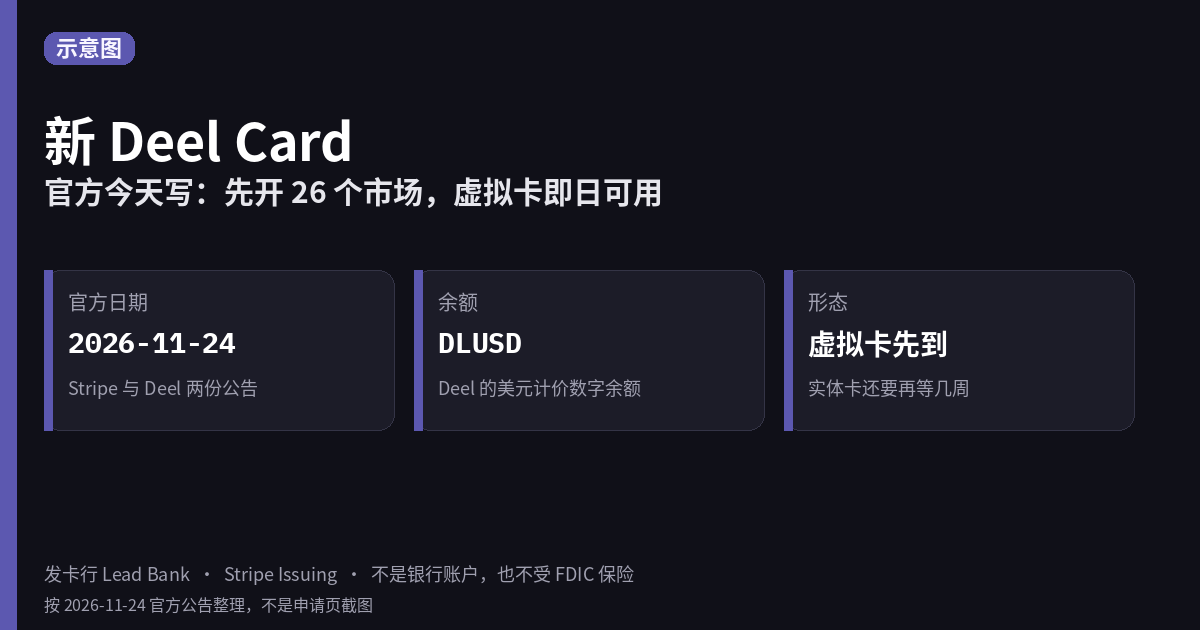 示意图
新 Deel Card
官方今天写：先开 26 个市场，虚拟卡即日可用
官方日期
2026-11-24
Stripe 与 Deel 两份公告
余额
DLUSD
Deel 的美元计价数字余额
形态
虚拟卡先到
实体卡还要再等几周
发卡行 Lead Bank · Stripe Issuing · 不是银行账户，也不受 FDIC 保险
按 2026-11-24 官方公告整理，不是申请页截图